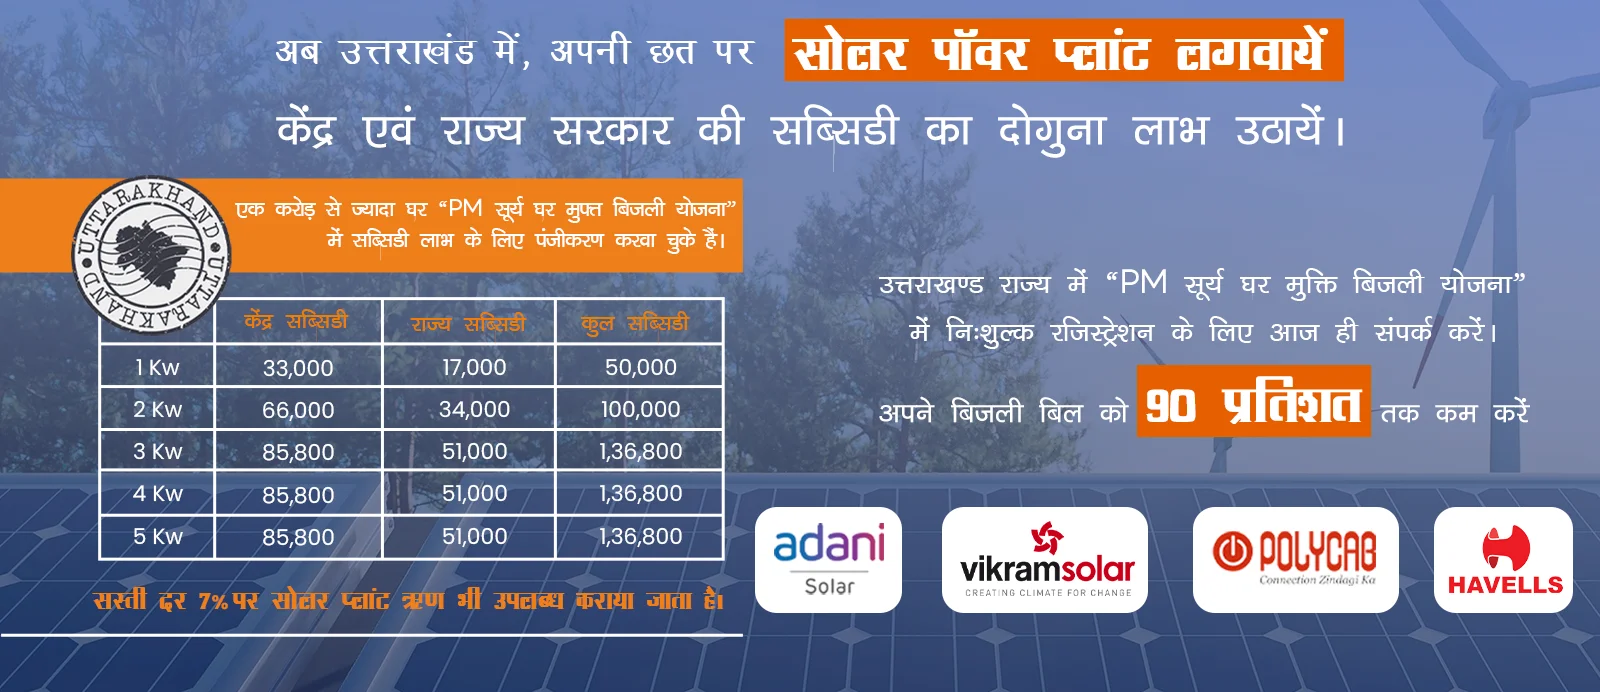 अब उत्तराखंड में, अपनी छत पर सोलर पॉवर प्लांट लगवायें
केंद्र एवं राज्य सरकार की सब्सिडी का दोगुना लाभ उठायें।
एक करोड़ से ज्यादा घर “PM सूर्य घर मुफ्त बिजली योजना”
में सब्सिडी लाभ के लिए पंजीकरण करवा चुके हैं।
UTTARAKHAND · UTTARAKHAND ·
केंद्र सब्सिडी राज्य सब्सिडी कुल सब्सिडी
1 Kw 33,000 17,000 50,000
2 Kw 66,000 34,000 100,000
3 Kw 85,800 51,000 1,36,800
4 Kw 85,800 51,000 1,36,800
5 Kw 85,800 51,000 1,36,800
सस्ती दर 7% पर सोलर प्लांट ऋण भी उपलब्ध कराया जाता है।
उत्तराखण्ड राज्य में “PM सूर्य घर मुक्ति बिजली योजना”
में निःशुल्क रजिस्ट्रेशन के लिए आज ही संपर्क करें।
अपने बिजली बिल को 90 प्रतिशत तक कम करें
adani
Solar
vikramsolar
CREATING CLIMATE FOR CHANGE
POLYCAB
Connection Zindagi Ka
HAVELLS